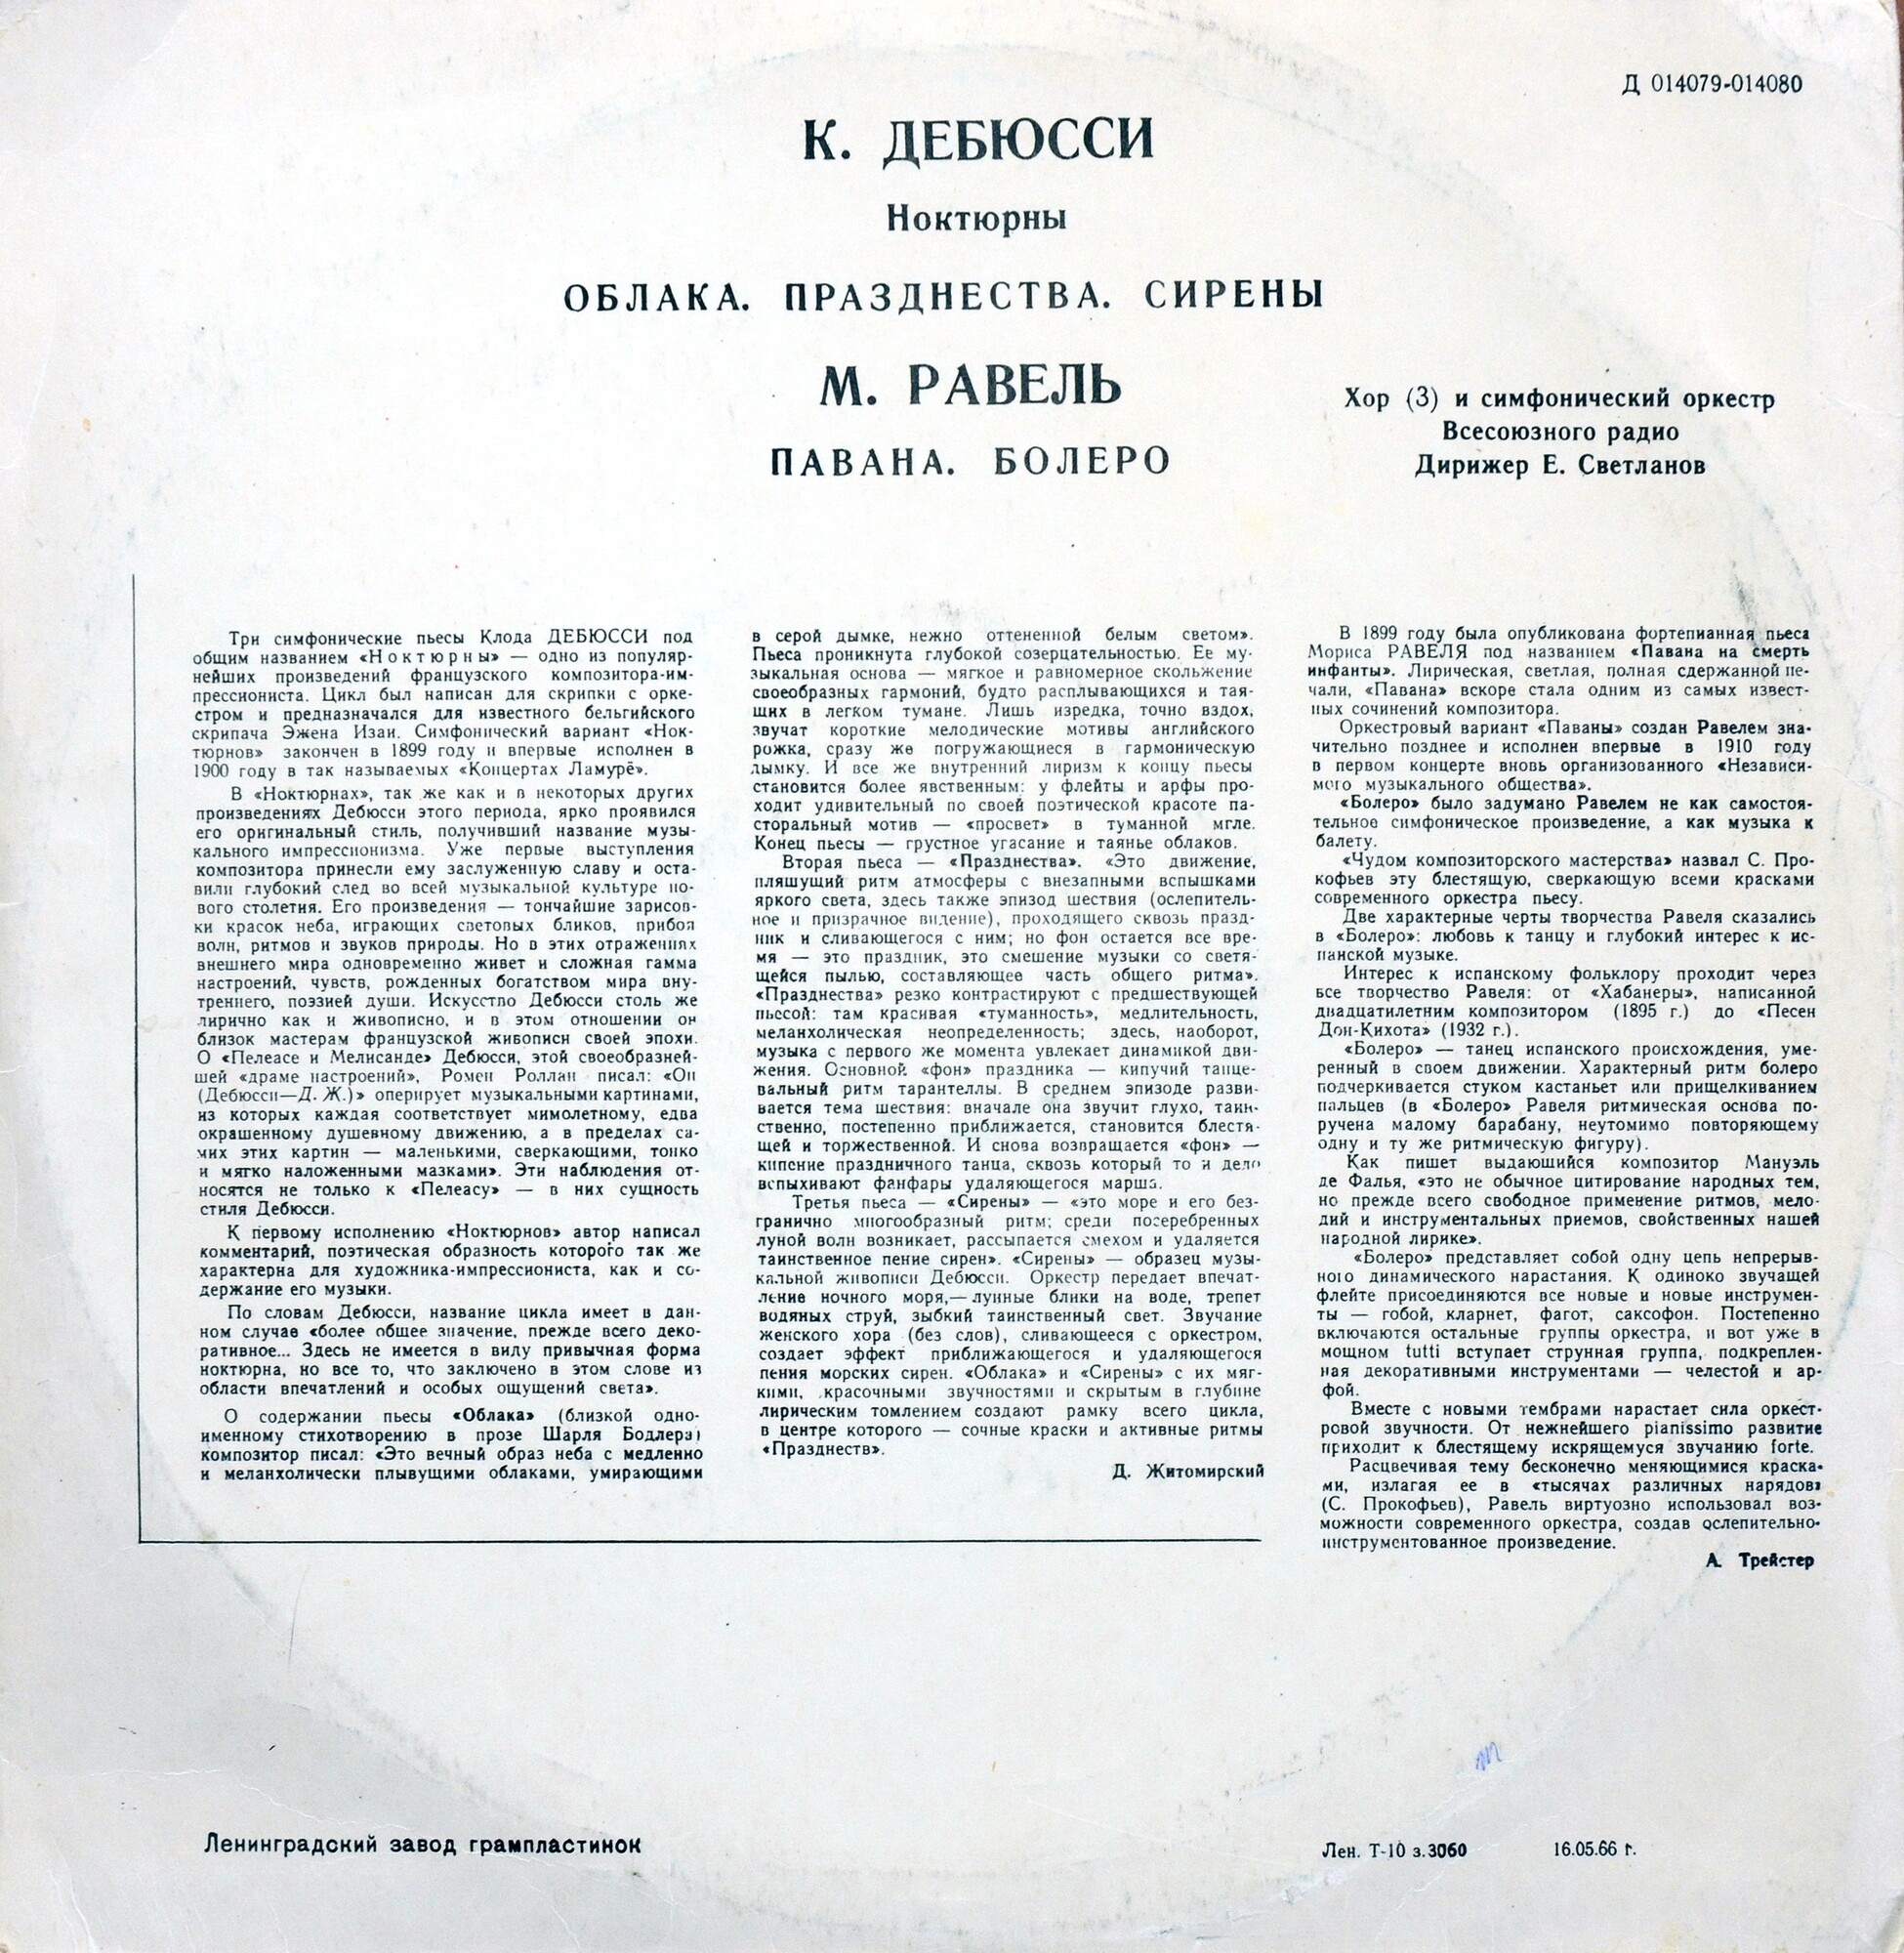 Д 014079-014080
К. ДЕБЮССИ
Ноктюрны
ОБЛАКА. ПРАЗДНЕСТВА. СИРЕНЫ
М. РАВЕЛЬ
ПАВАНА. БОЛЕРО
Хор (3) и симфонический оркестр
Всесоюзного радио
Дирижер Е. Светланов
Три симфонические пьесы Клода ДЕБЮССИ под
общим названием «Ноктюрны» — одно из популяр-
нейших произведений французского композитора-им-
прессиониста. Цикл был написан для скрипки с орке-
стром и предназначался для известного бельгийского
скрипача Эжена Изаи. Симфонический вариант «Нок-
тюрнов» закончен в 1899 году и впервые исполнен в
1900 году в так называемых «Концертах Ламурё».
В «Ноктюрнах», так же как и в некоторых других
произведениях Дебюсси этого периода, ярко проявился
его оригинальный стиль, получивший название музы-
кального импрессионизма. Уже первые выступления
композитора принесли ему заслуженную славу и оста-
вили глубокий след во всей музыкальной культуре но-
вого столетия. Его произведения — тончайшие зарисов-
ки красок неба, играющих световых бликов, прибоя
волн, ритмов и звуков природы. Но в этих отражениях
внешнего мира одновременно живет и сложная гамма
настроений, чувств, рожденных богатством мира вну-
треннего, поэзией души. Искусство Дебюсси столь же
лирично как и живописно, и в этом отношении он
близок мастерам французской живописи своей эпохи.
О «Пелеасе и Мелисанде» Дебюсси, этой своеобразней-
шей «драме настроений», Ромен Роллан писал: «Он
(Дебюсси—Д. Ж.)» оперирует музыкальными картинами,
из которых каждая соответствует мимолетному, едва
окрашенному душевному движению, а в пределах са-
мих этих картин — маленькими, сверкающими, тонко
и мягко наложенными мазками». Эти наблюдения от-
носятся не только к «Пелеасу» — в них сущность
стиля Дебюсси.
К первому исполнению «Ноктюрнов» автор написал
комментарий, поэтическая образность которого так же
характерна для художника-импрессиониста, как и со-
держание его музыки.
По словам Дебюсси, название цикла имеет в дан-
ном случае «более общее значение, прежде всего деко-
ративное... Здесь не имеется в виду привычная форма
ноктюрна, но все то, что заключено в этом слове из
области впечатлений и особых ощущений света».
О содержании пьесы «Облака» (близкой одно-
именному стихотворению в прозе Шарля Бодлера)
композитор писал: «Это вечный образ неба с медленно
и меланхолически плывущими облаками, умирающими
в серой дымке, нежно оттененной белым светом».
Пьеса проникнута глубокой созерцательностью. Ее му-
зыкальная основа — мягкое и равномерное скольжение
своеобразных гармоний, будто расплывающихся и тая-
щих в легком тумане. Лишь изредка, точно вздох,
звучат короткие мелодические мотивы английского
рожка, сразу же погружающиеся в гармоническую
дымку. И все же внутренний лиризм к концу пьесы
становится более явственным: у флейты и арфы про-
ходит удивительный по своей поэтической красоте па-
сторальный мотив — «просвет» в туманной мгле.
Конец пьесы — грустное угасание и таянье облаков.
Вторая пьеса — «Празднества». «Это движение,
пляшущий ритм атмосферы с внезапными вспышками
яркого света, здесь также эпизод шествия (ослепитель-
ное и призрачное видение), проходящего сквозь празд-
ник и сливающегося с ним; но фон остается все вре-
мя — это праздник, это смешение музыки со светя-
щейся пылью, составляющее часть общего ритма».
«Празднества» резко контрастируют с предшествующей
пьесой: там красивая «туманность», медлительность,
меланхолическая неопределенность; здесь, наоборот,
музыка с первого же момента увлекает динамикой дви-
жения. Основной «фон» праздника — кипучий танце-
вальный ритм тарантеллы. В среднем эпизоде разви-
вается тема шествия: вначале она звучит глухо, таин-
ственно, постепенно приближается, становится блестя-
щей и торжественной. И снова возвращается «фон» —
кипение праздничного танца, сквозь который то и дело
вспыхивают фанфары удаляющегося марша.
Третья пьеса — «Сирены» — «это море и его без-
гранично многообразный ритм; среди посеребренных
луной волн возникает, рассыпается смехом и удаляется
таинственное пение сирен». «Сирены» — образец музы-
кальной живописи Дебюсси. Оркестр передает впечат-
ление ночного моря,— лунные блики на воде, трепет
водяных струй, зыбкий таинственный свет. Звучание
женского хора (без слов), сливающееся с оркестром,
создает эффект приближающегося и удаляющегося
пения морских сирен. «Облака» и «Сирены» с их мяг-
кими, красочными звучностями и скрытым в глубине
лирическим томлением создают рамку всего цикла,
в центре которого — сочные краски и активные ритмы
«Празднеств».
Д. Житомирский
В 1899 году была опубликована фортепианная пьеса
Мориса РАВЕЛЯ под названием «Павана на смерть
инфанты». Лирическая, светлая, полная сдержанной пе-
чали, «Павана» вскоре стала одним из самых извест-
ных сочинений композитора.
Оркестровый вариант «Паваны» создан Равелем зна-
чительно позднее и исполнен впервые в 1910 году
в первом концерте вновь организованного «Независи-
мого музыкального общества».
«Болеро» было задумано Равелем не как самостоя-
тельное симфоническое произведение, а как музыка к
балету.
«Чудом композиторского мастерства» назвал С. Про-
кофьев эту блестящую, сверкающую всеми красками
современного оркестра пьесу.
Две характерные черты творчества Равеля сказались
в «Болеро»: любовь к танцу и глубокий интерес к ис-
панской музыке.
Интерес к испанскому фольклору проходит через
все творчество Равеля: от «Хабанеры», написанной
двадцатилетним композитором (1895 г.) до «Песен
Дон-Кихота» (1932 г.).
«Болеро» — танец испанского происхождения, уме-
ренный в своем движении. Характерный ритм болеро
подчеркивается стуком кастаньет или прищелкиванием
пальцев (в «Болеро» Равеля ритмическая основа по-
ручена малому барабану, неутомимо повторяющему
одну и ту же ритмическую фигуру).
Как пишет выдающийся композитор Мануэль
де Фалья, «это не обычное цитирование народных тем,
но прежде всего свободное применение ритмов, мело-
дий и инструментальных приемов, свойственных нашей
народной лирике».
«Болеро» представляет собой одну цепь непрерыв-
ного динамического нарастания. К одиноко звучащей
флейте присоединяются все новые и новые инструмен-
ты — гобой, кларнет, фагот, саксофон. Постепенно
включаются остальные группы оркестра, и вот уже в
мощном tutti вступает струнная группа, подкреплен-
ная декоративными инструментами — челестой и ар-
фой.
Вместе с новыми тембрами нарастает сила оркест-
ровой звучности. От нежнейшего pianissimo развитие
приходит к блестящему искрящемуся звучанию forte.
Расцвечивая тему бесконечно меняющимися краска-
ми, излагая ее в «тысячах различных нарядов»
(С. Прокофьев), Равель виртуозно использовал воз-
можности современного оркестра, создав ослепительно-
инструментованное произведение.
А. Трейстер
Ленинградский завод грампластинок
Лен. Т-10 з.3060 16.05.66 г.